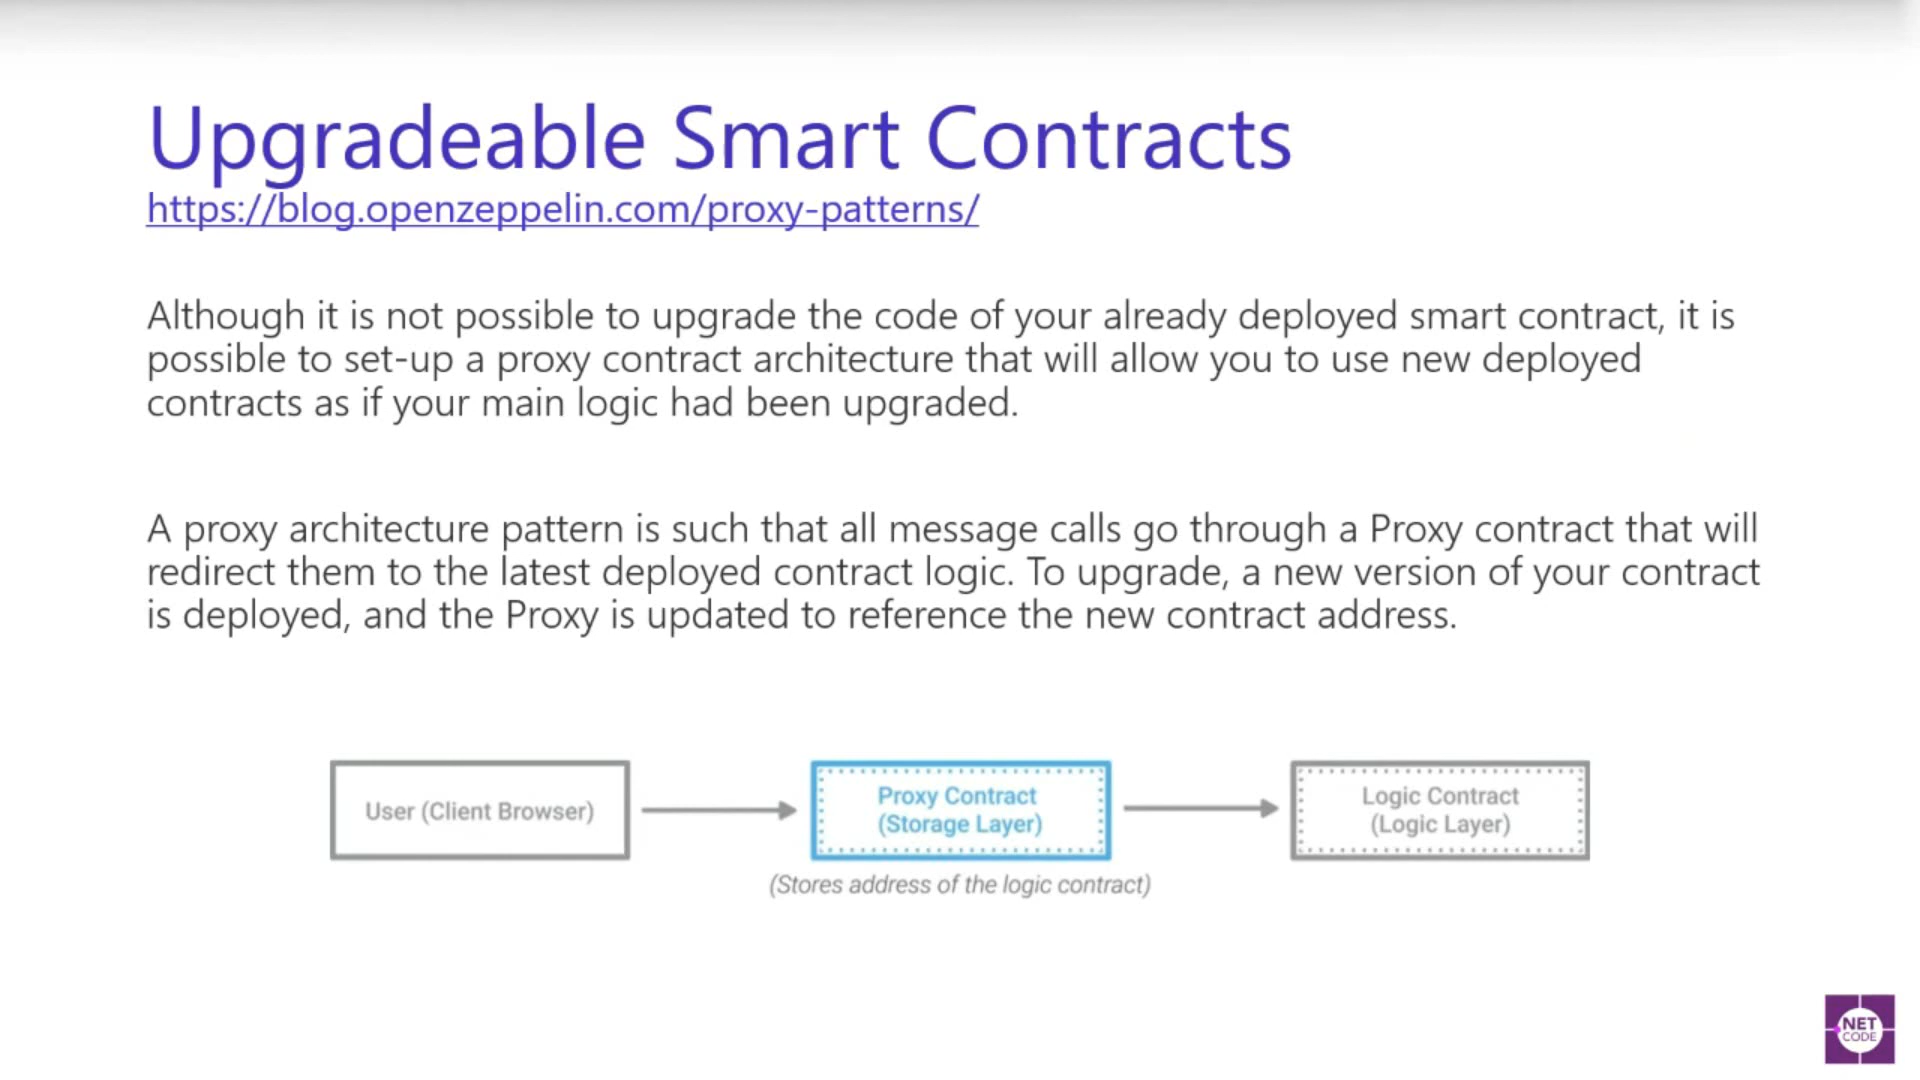 Upgradeable Smart Contracts
https://blog.openzeppelin.com/proxy-patterns/
Although it is not possible to upgrade the code of your already deployed smart contract, it is
possible to set-up a proxy contract architecture that will allow you to use new deployed
contracts as if your main logic had been upgraded.
A proxy architecture pattern is such that all message calls go through a Proxy contract that will
redirect them to the latest deployed contract logic. To upgrade, a new version of your contract
is deployed, and the Proxy is updated to reference the new contract address.
User (Client Browser)
Proxy Contract
(Storage Layer)
Logic Contract
(Logic Layer)
(Stores address of the logic contract)
.NET
CODE